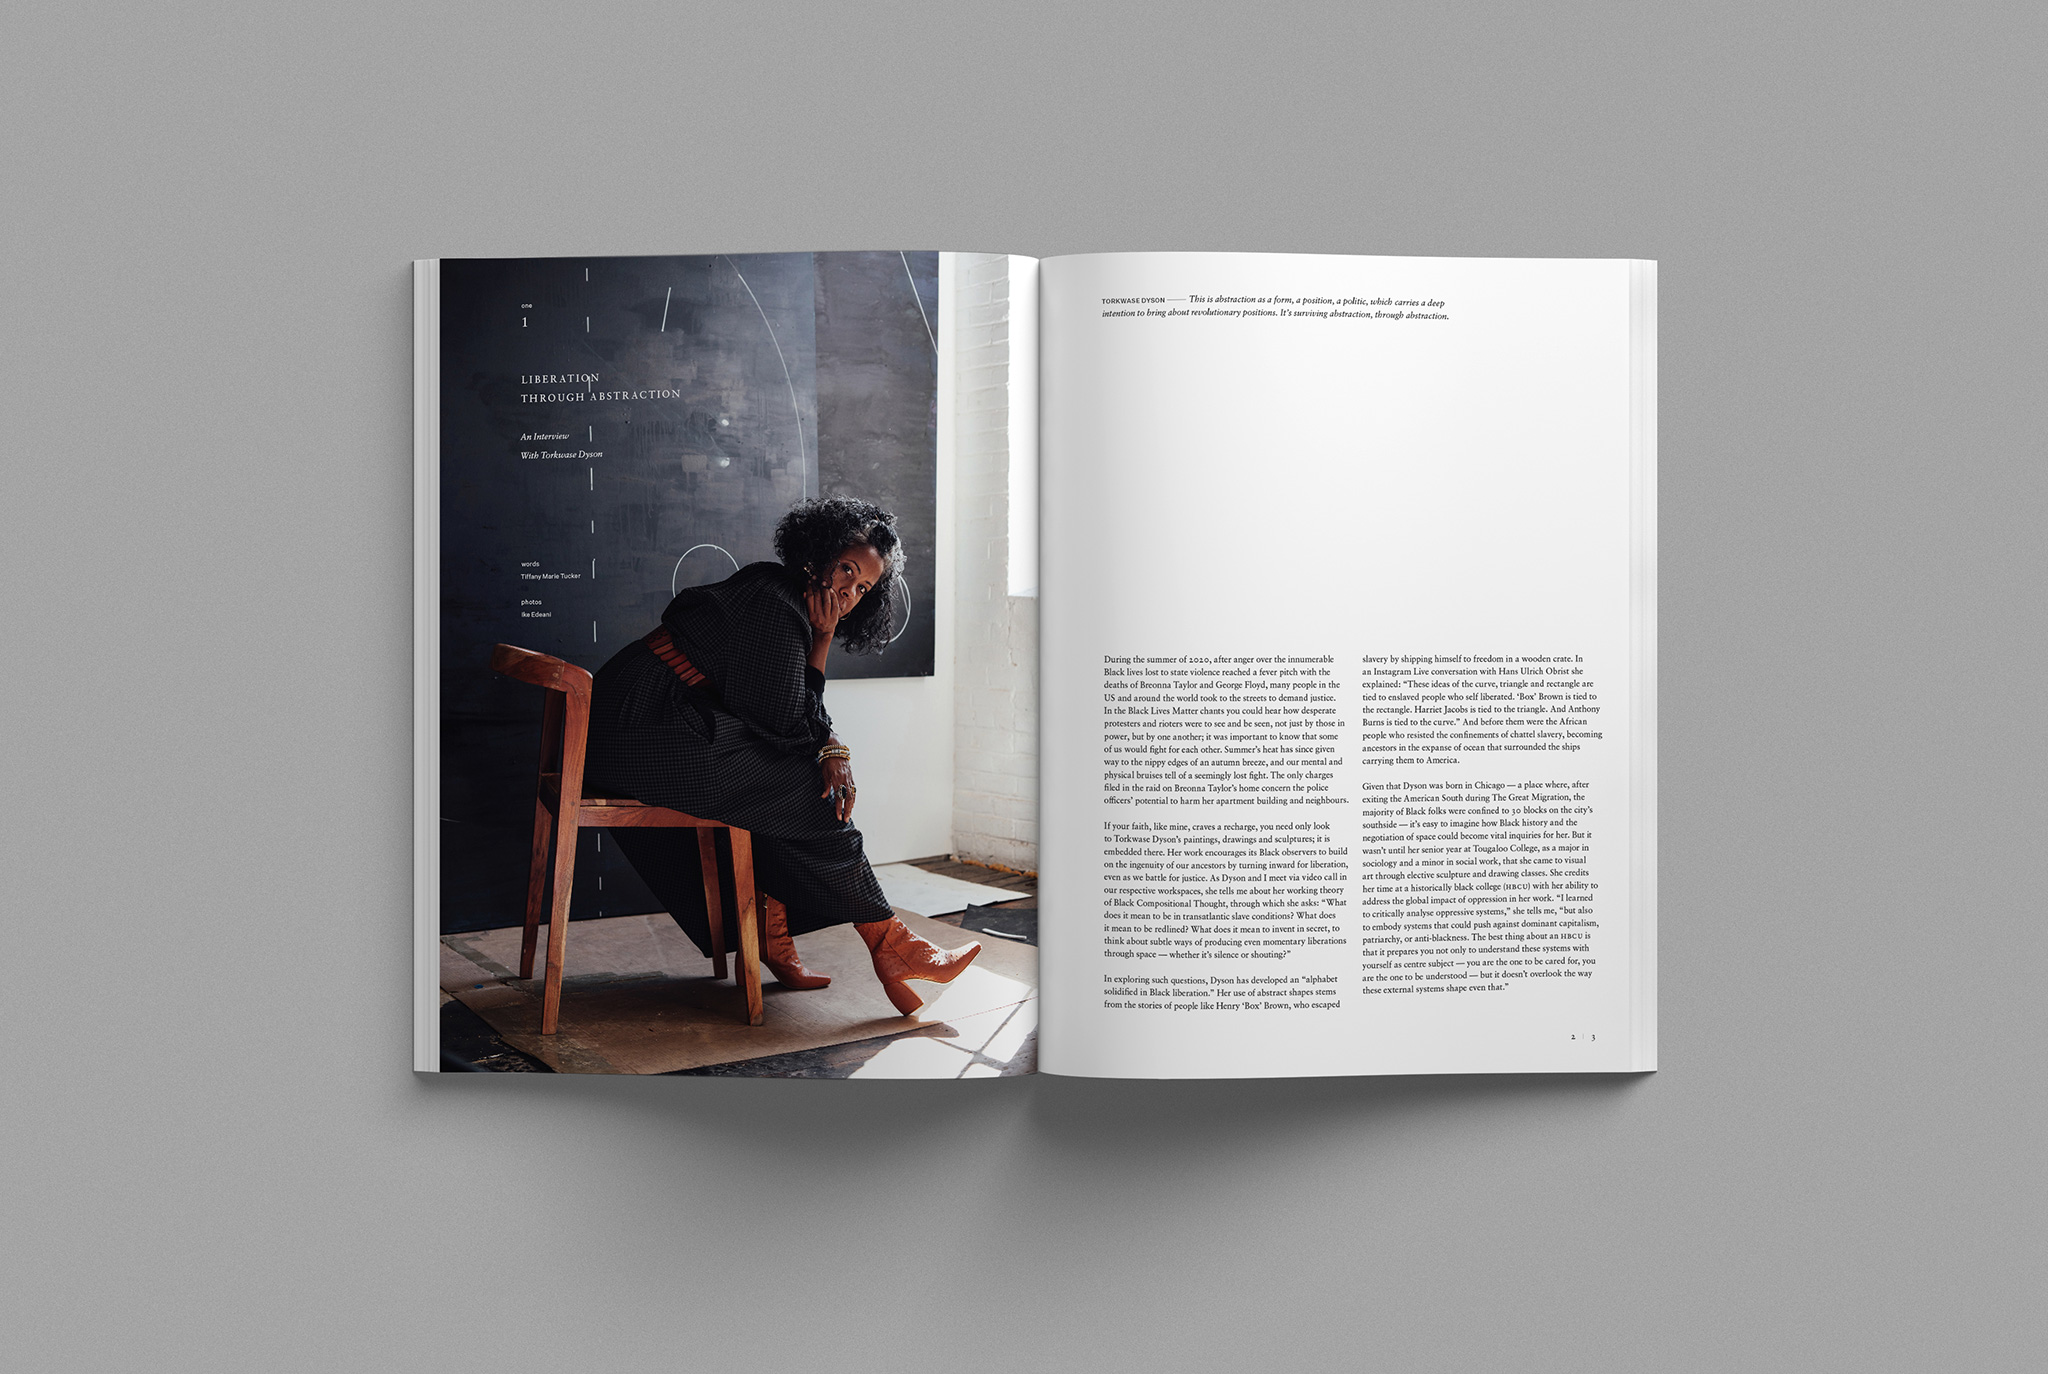 one
1
LIBERATION
THROUGH ABSTRACTION
An Interview
With Torkwase Dyson
words
Tiffany Marie Tucker
photos
Ike Edeani
TORKWASE DYSON —— This is abstraction as a form, a position, a politic, which carries a deep
intention to bring about revolutionary positions. It's surviving abstraction, through abstraction.
During the summer of 2020, after anger over the innumerable
Black lives lost to state violence reached a fever pitch with the
deaths of Breonna Taylor and George Floyd, many people in the
US and around the world took to the streets to demand justice.
In the Black Lives Matter chants you could hear how desperate
protesters and rioters were to see and be seen, not just by those in
power, but by one another; it was important to know that some
of us would fight for each other. Summer's heat has since given
way to the nippy edges of an autumn breeze, and our mental and
physical bruises tell of a seemingly lost fight. The only charges
filed in the raid on Breonna Taylor's home concern the police
officers' potential to harm her apartment building and neighbours.
If your faith, like mine, craves a recharge, you need only look
to Torkwase Dyson's paintings, drawings and sculptures; it is
embedded there. Her work encourages its Black observers to build
on the ingenuity of our ancestors by turning inward for liberation,
even as we battle for justice. As Dyson and I meet via video call in
our respective workspaces, she tells me about her working theory
of Black Compositional Thought, through which she asks: “What
does it mean to be in transatlantic slave conditions? What does
it mean to be redlined? What does it mean to invent in secret, to
think about subtle ways of producing even momentary liberations
through space — whether it's silence or shouting?”
In exploring such questions, Dyson has developed an “alphabet
solidified in Black liberation.” Her use of abstract shapes stems
from the stories of people like Henry ‘Box’ Brown, who escaped
slavery by shipping himself to freedom in a wooden crate. In
an Instagram Live conversation with Hans Ulrich Obrist she
explained: “These ideas of the curve, triangle and rectangle are
tied to enslaved people who self liberated. ‘Box’ Brown is tied to
the rectangle. Harriet Jacobs is tied to the triangle. And Anthony
Burns is tied to the curve.” And before them were the African
people who resisted the confinements of chattel slavery, becoming
ancestors in the expanse of ocean that surrounded the ships
carrying them to America.
Given that Dyson was born in Chicago — a place where, after
exiting the American South during The Great Migration, the
majority of Black folks were confined to 30 blocks on the city's
southside — it's easy to imagine how Black history and the
negotiation of space could become vital inquiries for her. But it
wasn't until her senior year at Tougaloo College, as a major in
sociology and a minor in social work, that she came to visual
art through elective sculpture and drawing classes. She credits
her time at a historically black college (HBCU) with her ability to
address the global impact of oppression in her work. “I learned
to critically analyse oppressive systems,” she tells me, “but also
to embody systems that could push against dominant capitalism,
patriarchy, or anti-blackness. The best thing about an HBCU is
that it prepares you not only to understand these systems with
yourself as centre subject — you are the one to be cared for, you
are the one to be understood — but it doesn't overlook the way
these external systems shape even that.”
2 | 3